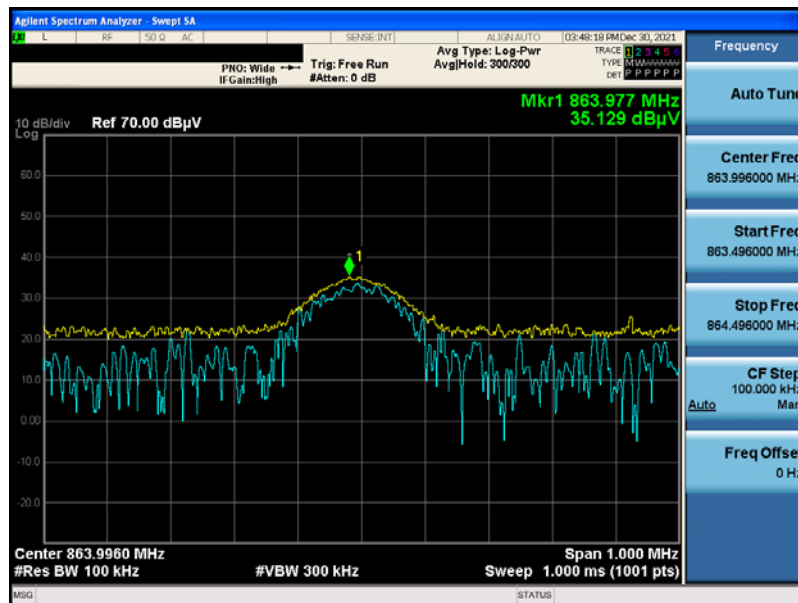 Agilent Spectrum Analyzer - Swept SA
L RF 50 Ω AC SENSE:INT ALIGN AUTO 03:48:18 PM Dec 30, 2021
PNO: Wide
IFGain:High
Trig: Free Run
#Atten: 0 dB
Avg Type: Log-Pwr
Avg|Hold: 300/300
TRACE 1 2 3 4 5 6
TYPE M W
DET P P P P P P
Mkr1 863.977 MHz
35.129 dBµV
10 dB/div
Log
Ref 70.00 dBµV
60.0
50.0
40.0
30.0
20.0
10.0
0.00
-10.0
-20.0
1
Center 863.9960 MHz
#Res BW 100 kHz
#VBW 300 kHz
Span 1.000 MHz
Sweep 1.000 ms (1001 pts)
MSG
STATUS
Frequency
Auto Tune
Center Freq
863.996000 MHz
Start Freq
863.496000 MHz
Stop Freq
864.496000 MHz
CF Step
100.000 kHz
Auto Man
Freq Offset
0 Hz